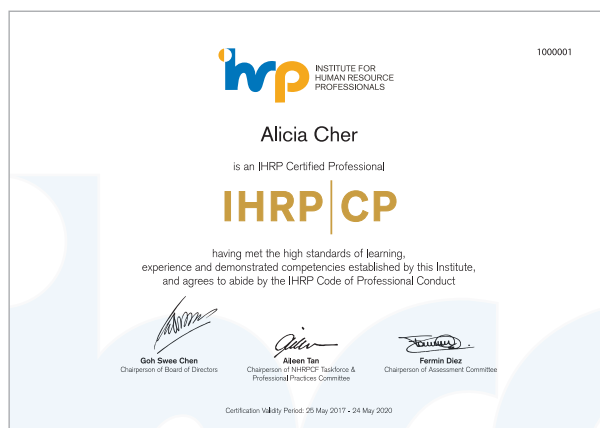 1000001
ihrp
INSTITUTE FOR
HUMAN RESOURCE
PROFESSIONALS
Alicia Cher
is an IHRP Certified Professional
IHRP|CP
having met the high standards of learning,
experience and demonstrated competencies established by this Institute,
and agrees to abide by the IHRP Code of Professional Conduct
Goh Swee Chen
Chairperson of Board of Directors
Aileen Tan
Chairperson of NHRPCF Taskforce &
Professional Practices Committee
Fermin Diez
Chairperson of Assessment Committee
Certification Validity Period: 25 May 2017 - 24 May 2020